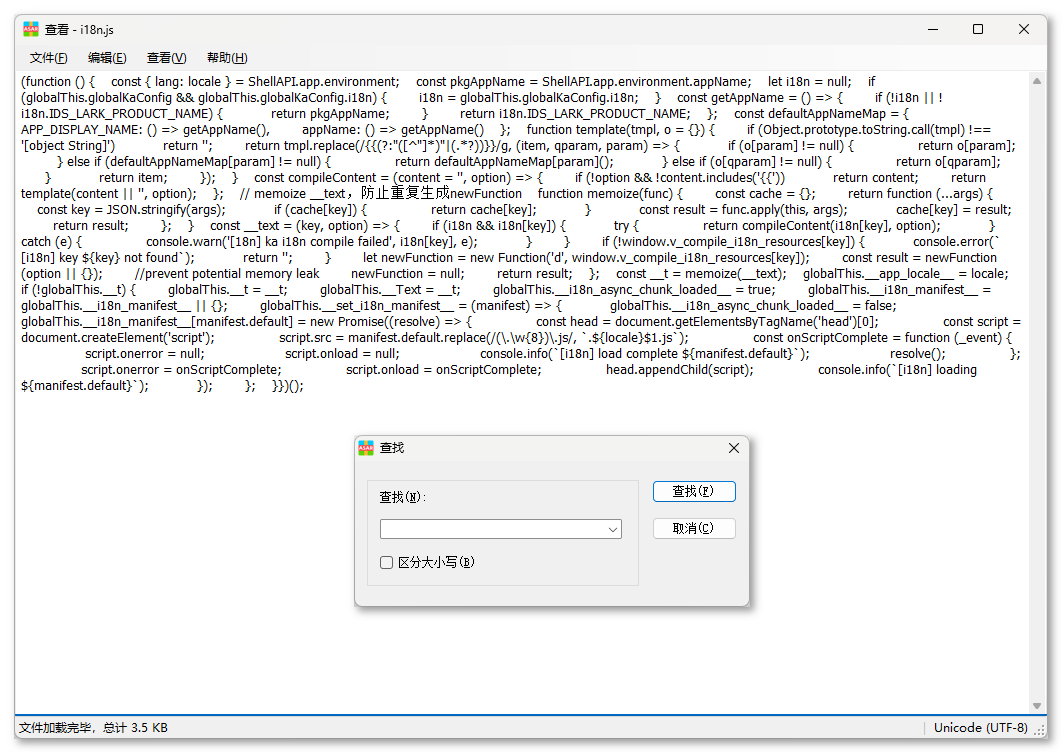 查看 - i18n.js
文件(F) 编辑(E) 查看(V) 帮助(H)
(function () { const { lang: locale } = ShellAPI.app.environment; const pkgAppName = ShellAPI.app.environment.appName; let i18n = null; if
(globalThis.globalKaConfig && globalThis.globalKaConfig.i18n) { i18n = globalThis.globalKaConfig.i18n; } const getAppName = () => { if (!i18n || !
i18n.IDS_LARK_PRODUCT_NAME) { return pkgAppName; } return i18n.IDS_LARK_PRODUCT_NAME; }; const defaultAppNameMap = {
APP_DISPLAY_NAME: () => getAppName(), appName: () => getAppName() }; function template(tmpl, o = {}) { if (Object.prototype.toString.call(tmpl) !==
'[object String]') return ''; return tmpl.replace(/{{(?:"([^"]*)"|(.*?))}}/g, (item, qparam, param) => { if (o[param] != null) { return o[param];
} else if (defaultAppNameMap[param] != null) { return defaultAppNameMap[param](); } else if (o[qparam] != null) { return o[qparam];
} return item; }); } const compileContent = (content = '', option) => { if (!option && !content.includes('{{')) return content; return
template(content || '', option); }; // memoize __text，防止重复生成newFunction function memoize(func) { const cache = {}; return function (...args) {
const key = JSON.stringify(args); if (cache[key]) { return cache[key]; } const result = func.apply(this, args); cache[key] = result;
return result; }; } const __text = (key, option) => { if (i18n && i18n[key]) { try { return compileContent(i18n[key], option); }
catch (e) { console.warn('[18n] ka i18n compile failed', i18n[key], e); } } if (!window.v_compile_i18n_resources[key]) { console.error(`
[i18n] key ${key} not found`); return ''; } let newFunction = new Function('d', window.v_compile_i18n_resources[key]); const result = newFunction
(option || {}); //prevent potential memory leak newFunction = null; return result; }; const __t = memoize(__text); globalThis.__app_locale__ = locale;
if (!globalThis.__t) { globalThis.__t = __t; globalThis.__Text = __t; globalThis.__i18n_async_chunk_loaded__ = true; globalThis.__i18n_manifest__ =
globalThis.__i18n_manifest__ || {}; globalThis.__set_i18n_manifest__ = (manifest) => { globalThis.__i18n_async_chunk_loaded__ = false;
globalThis.__i18n_manifest__[manifest.default] = new Promise((resolve) => { const head = document.getElementsByTagName('head')[0]; const script =
document.createElement('script'); script.src = manifest.default.replace(/(\.\w{8})\.js/, `.${locale}$1.js`); const onScriptComplete = function (_event) {
script.onerror = null; script.onload = null; console.info(`[i18n] load complete ${manifest.default}`); resolve(); };
script.onerror = onScriptComplete; script.onload = onScriptComplete; head.appendChild(script); console.info(`[i18n] loading
${manifest.default}`); }); }; }})();
ASAR 查找
查找(N):
查找(F)
取消(C)
区分大小写(B)
文件加载完毕，总计 3.5 KB
Unicode (UTF-8)